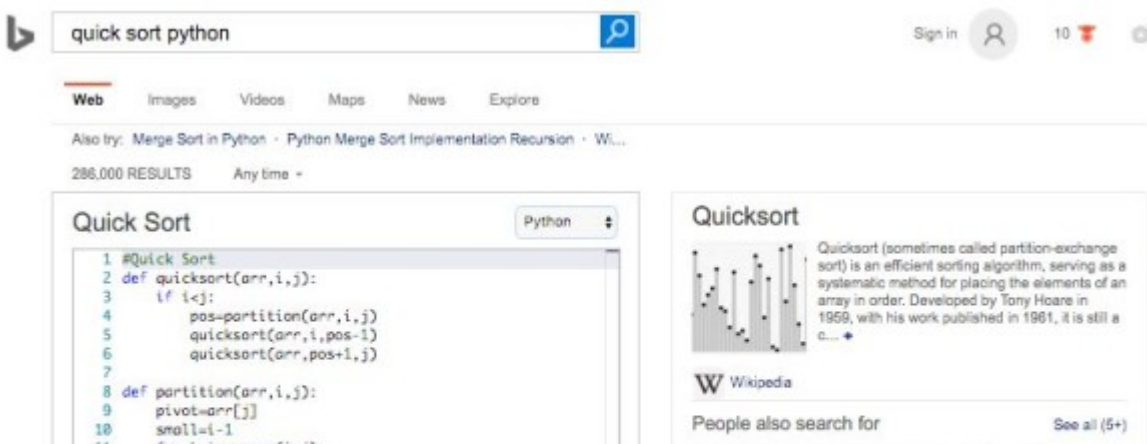 quick sort python
Sign in 10
Web Images Videos Maps News Explore
Also try: Merge Sort in Python · Python Merge Sort Implementation Recursion · Wi...
286,000 RESULTS Any time
Quick Sort
Python
1 #Quick Sort
2 def quicksort(arr,i,j):
3 if i<j:
4 pos=partition(arr,i,j)
5 quicksort(arr,i,pos-1)
6 quicksort(arr,pos+1,j)
7
8 def partition(arr,i,j):
9 pivot=arr[j]
10 small=i-1
Quicksort
Quicksort (sometimes called partition-exchange
sort) is an efficient sorting algorithm, serving as a
systematic method for placing the elements of an
array in order. Developed by Tony Hoare in
1959, with his work published in 1961, it is still a
c...
W Wikipedia
People also search for See all (5+)